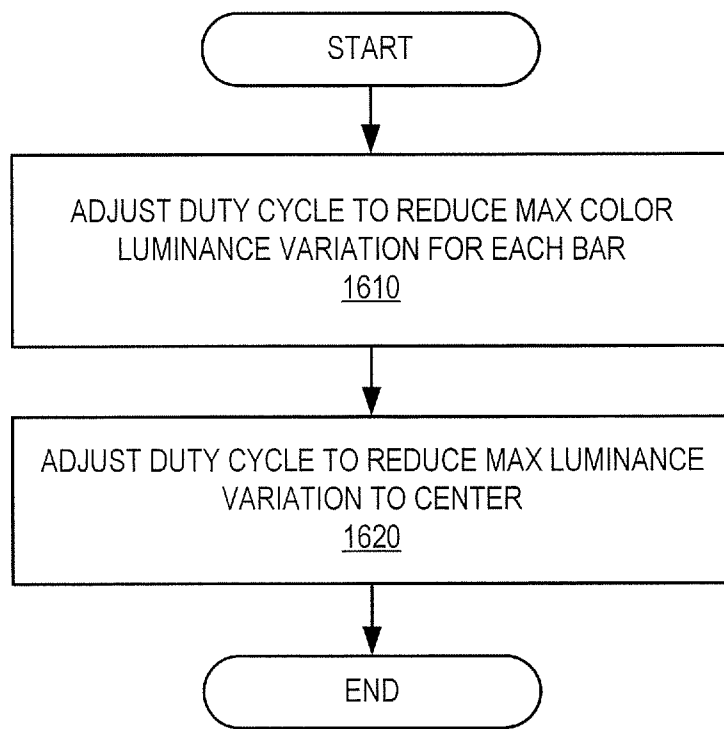 START
ADJUST DUTY CYCLE TO REDUCE MAX COLOR
LUMINANCE VARIATION FOR EACH BAR
1610
ADJUST DUTY CYCLE TO REDUCE MAX LUMINANCE
VARIATION TO CENTER
1620
END